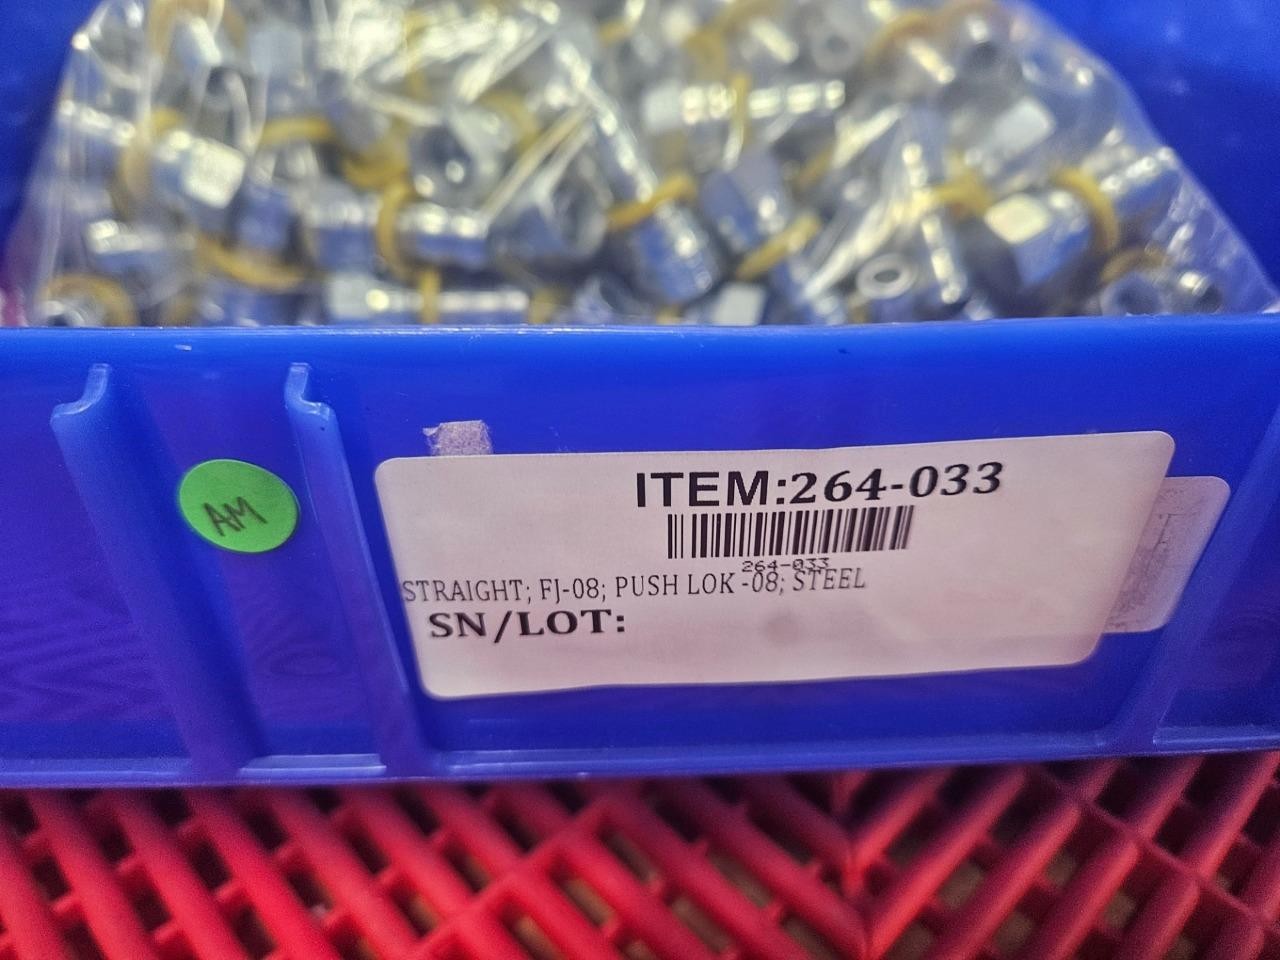 AM
ITEM:264-033
264-033
STRAIGHT; FJ-08; PUSH LOK -08; STEEL
SN/LOT: